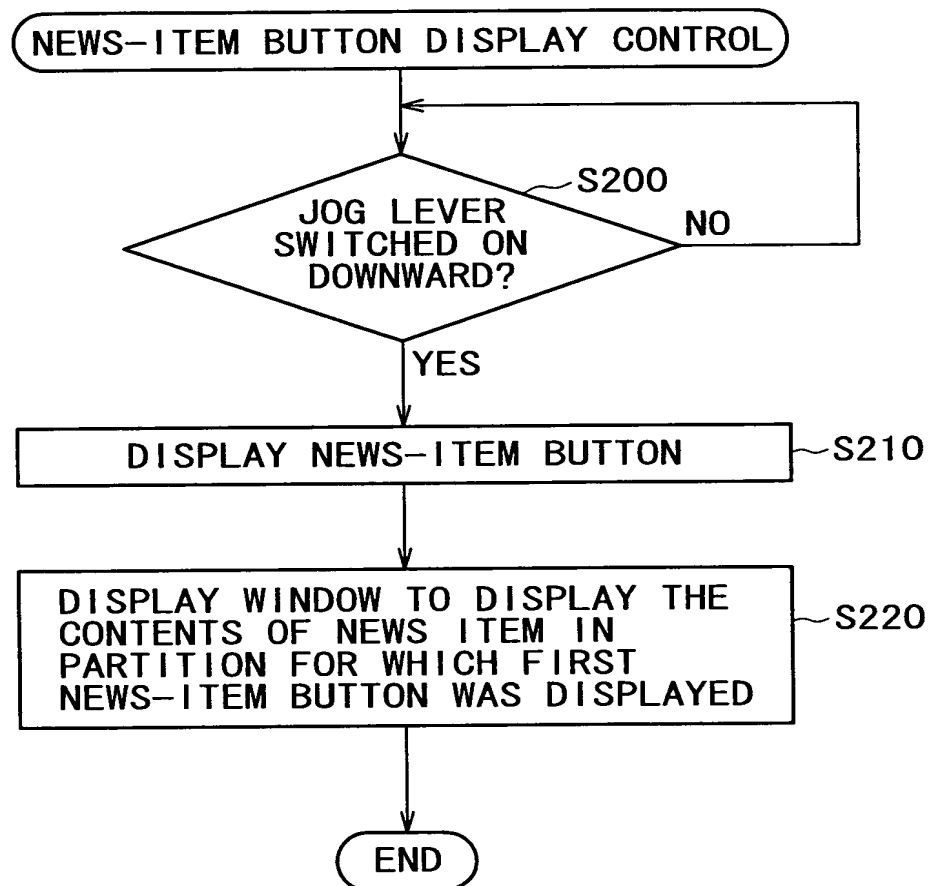 NEWS-ITEM BUTTON DISPLAY CONTROL
S200
JOG LEVER
SWITCHED ON
DOWNWARD?
NO
YES
DISPLAY NEWS-ITEM BUTTON
S210
DISPLAY WINDOW TO DISPLAY THE
CONTENTS OF NEWS ITEM IN
PARTITION FOR WHICH FIRST
NEWS-ITEM BUTTON WAS DISPLAYED
S220
END